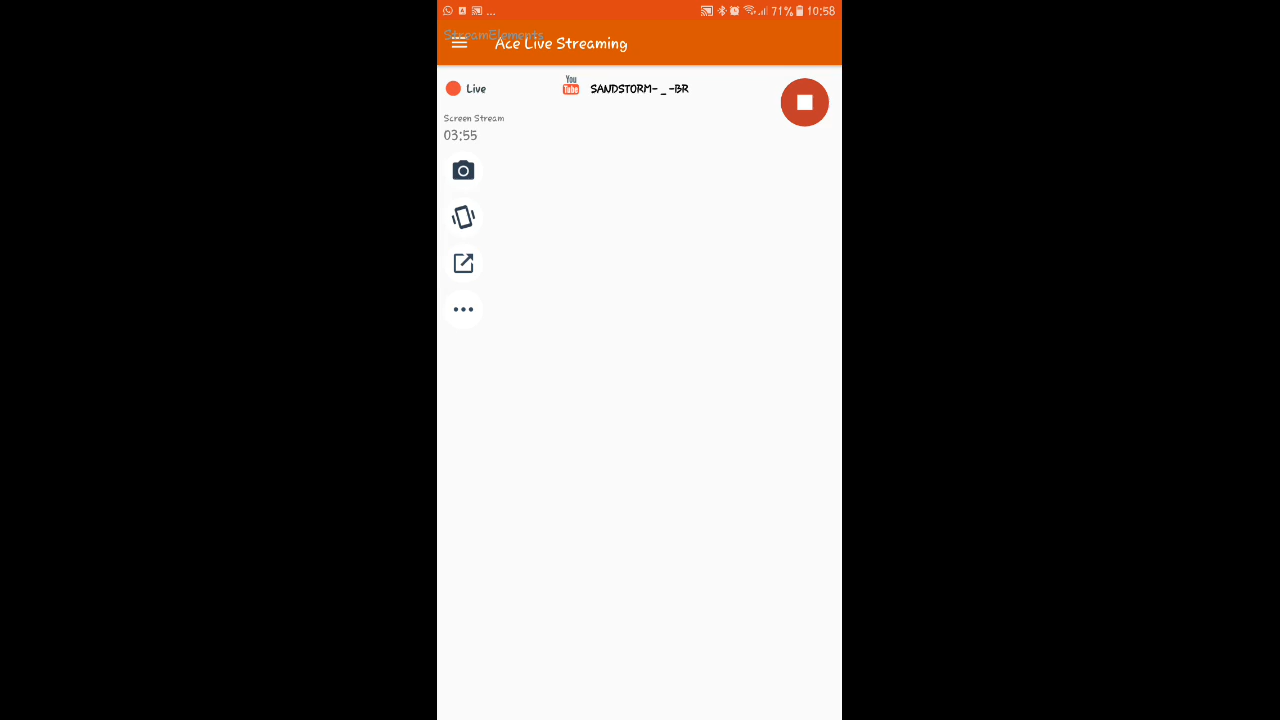 ... 71% 10:58
StreamElements
Ace Live Streaming
Live You Tube SANDSTORM-_-BR
Screen Stream
03:55